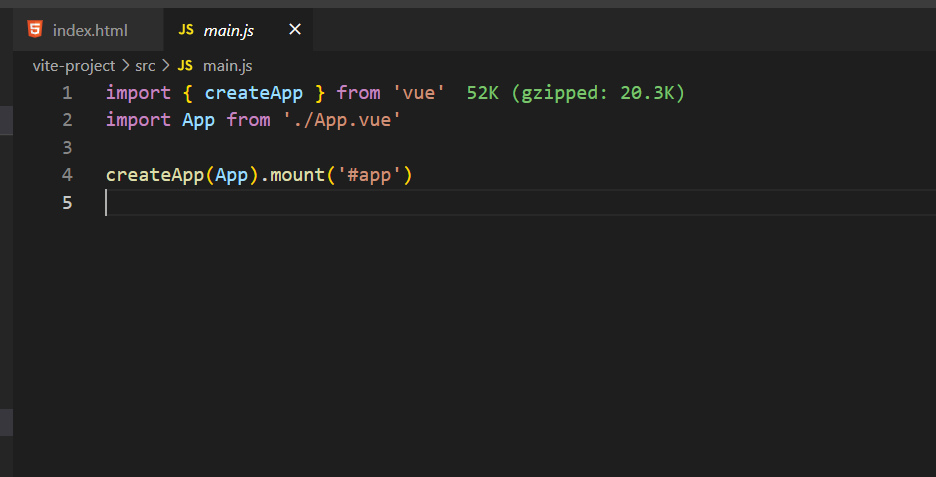 index.html JS main.js
vite-project > src > JS main.js
1 import { createApp } from 'vue' 52K (gzipped: 20.3K)
2 import App from './App.vue'
3
4 createApp(App).mount('#app')
5